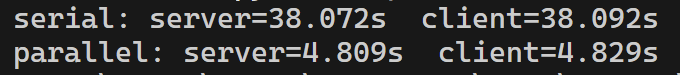 serial: server=38.072s  client=38.092s
parallel: server=4.809s  client=4.829s